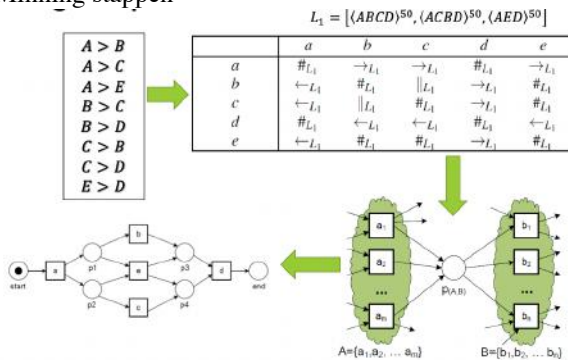 Mining stappen
L₁ = [⟨ABCD⟩⁵⁰, ⟨ACBD⟩⁵⁰, ⟨AED⟩⁵⁰]
A > B
A > C
A > E
B > C
B > D
C > B
C > D
E > D
a b c d e
a #L₁ →L₁ →L₁ #L₁ →L₁
b ←L₁ #L₁ ∥L₁ →L₁ #L₁
c ←L₁ ∥L₁ #L₁ →L₁ #L₁
d #L₁ ←L₁ ←L₁ #L₁ ←L₁
e ←L₁ #L₁ #L₁ →L₁ #L₁
start
a
p1
p2
b
e
c
p3
p4
d
end
a₁
a₂
...
aₘ
p(A,B)
b₁
b₂
...
bₙ
A={a₁,a₂, ... aₘ}
B={b₁,b₂, ... bₙ}